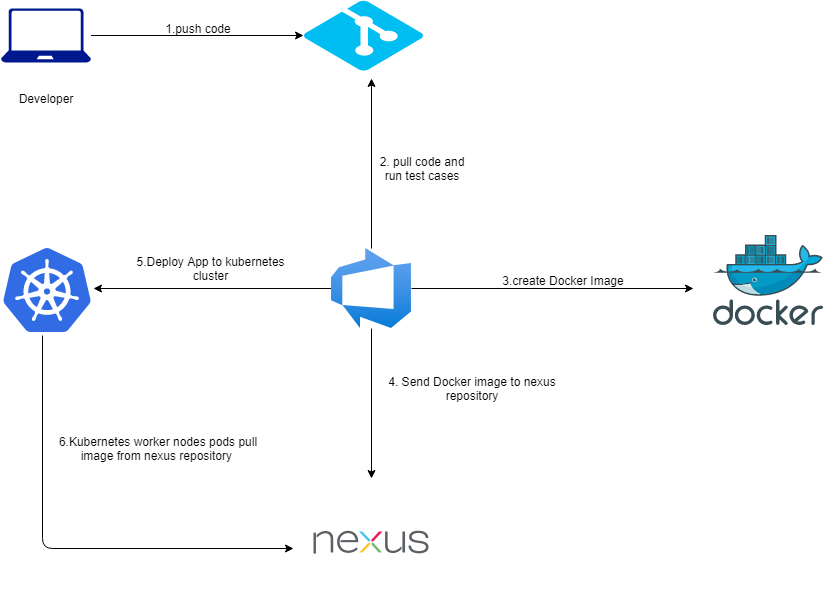 1.push code
Developer
2. pull code and
run test cases
5.Deploy App to kubernetes
cluster
3.create Docker Image
docker
4. Send Docker image to nexus
repository
6.Kubernetes worker nodes pods pull
image from nexus repository
nexus